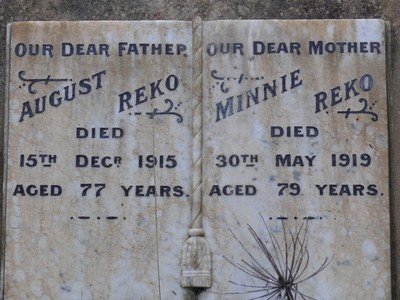 OUR DEAR FATHER
AUGUST REKO
DIED
15TH DECR 1915
AGED 77 YEARS.
OUR DEAR MOTHER
MINNIE REKO
DIED
30TH MAY 1919
AGED 79 YEARS.